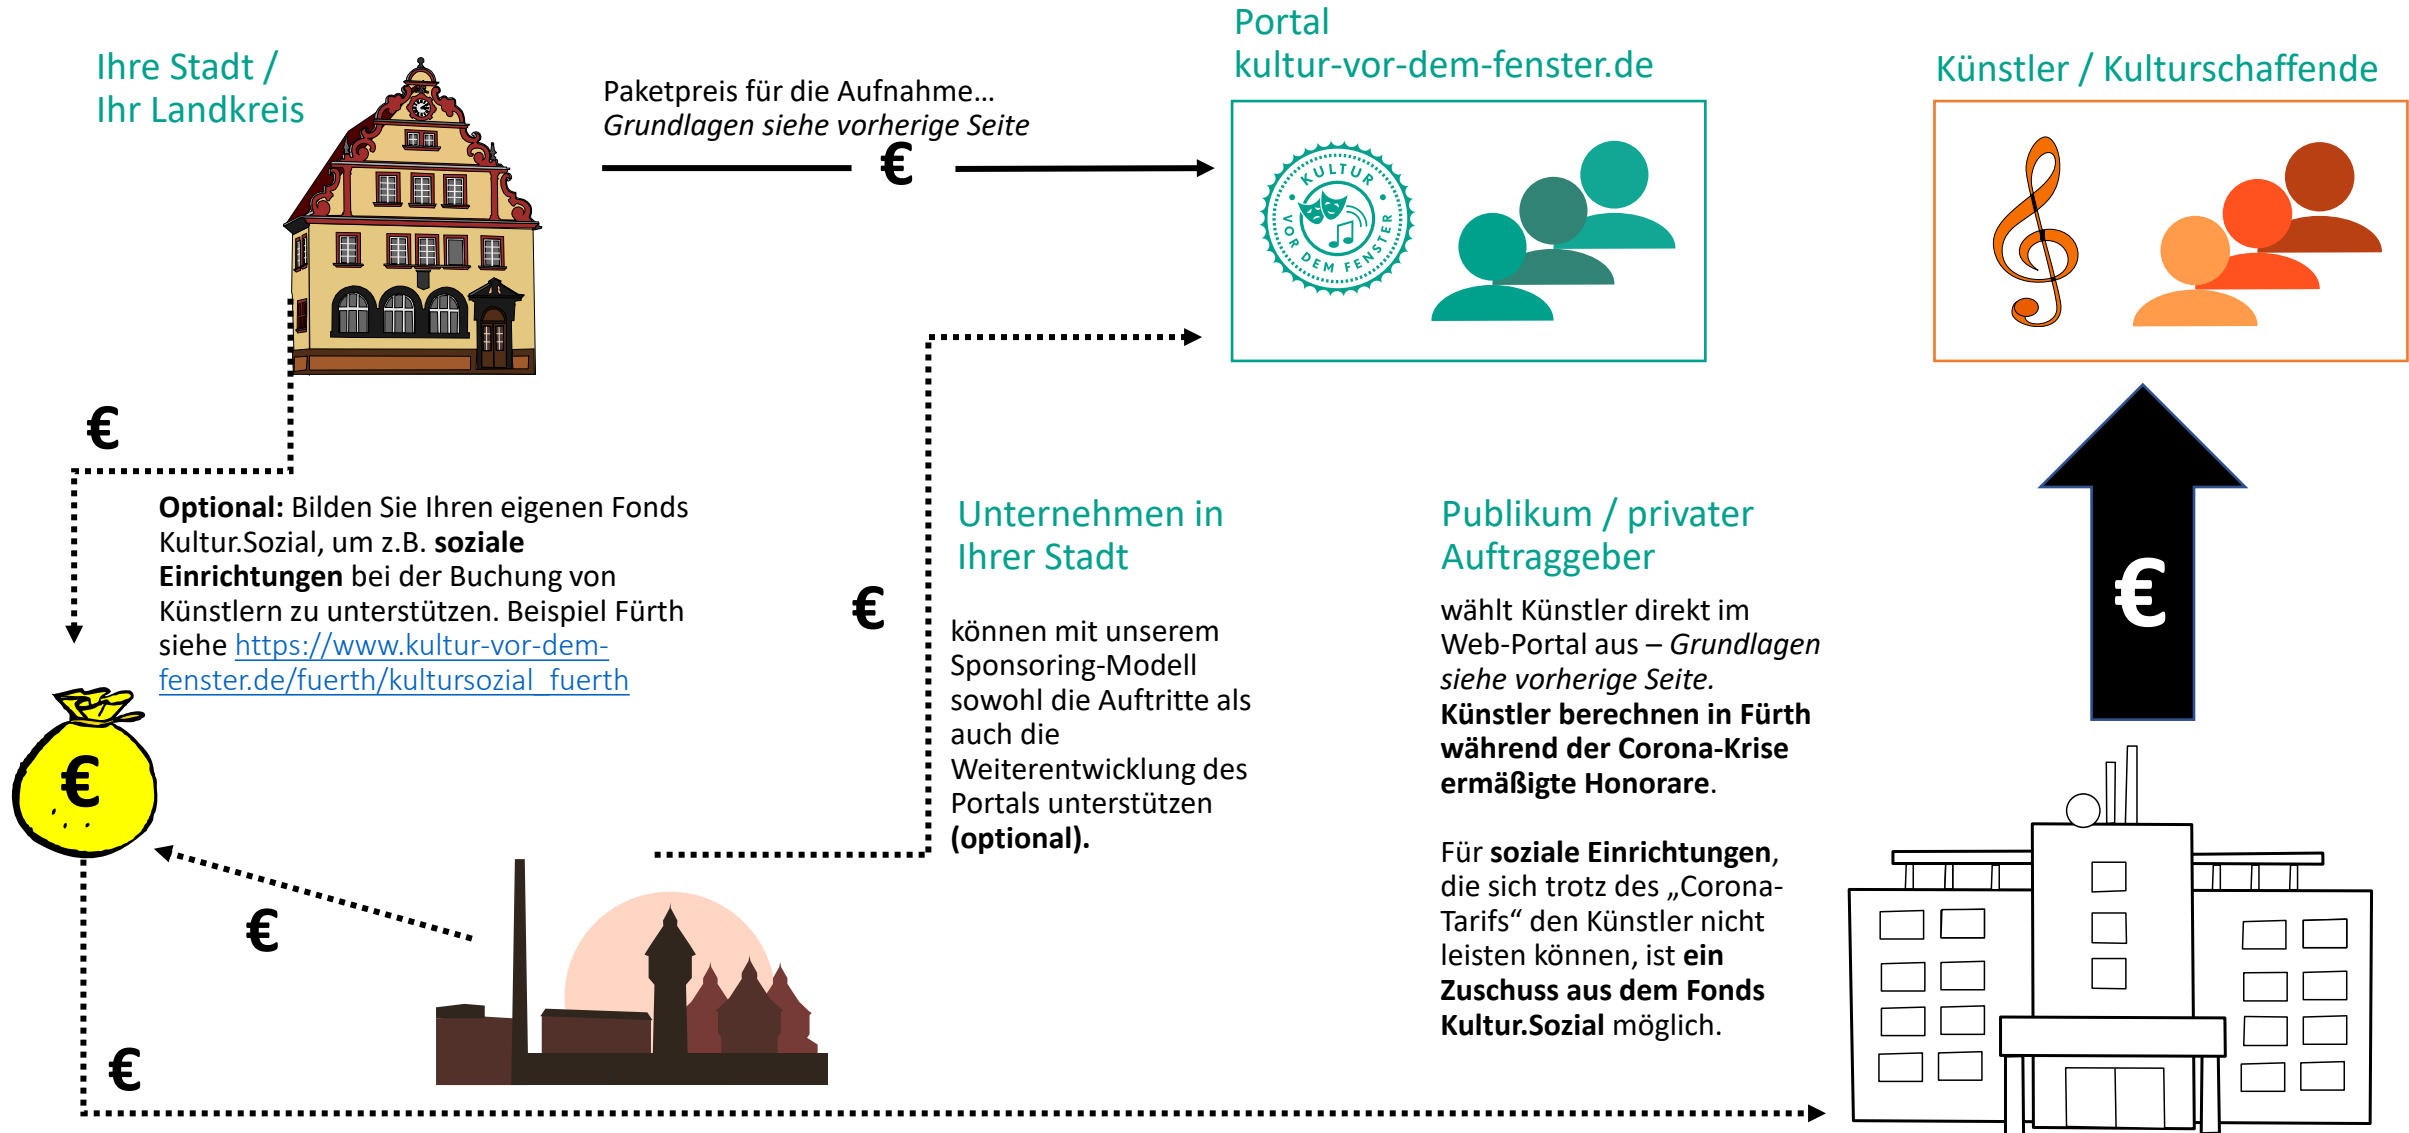 Ihre Stadt /
Ihr Landkreis
Paketpreis für die Aufnahme…
Grundlagen siehe vorherige Seite
€
Portal
kultur-vor-dem-fenster.de
KULTUR
VOR DEM FENSTER
Künstler / Kulturschaffende
€
Optional: Bilden Sie Ihren eigenen Fonds
Kultur.Sozial, um z.B. soziale
Einrichtungen bei der Buchung von
Künstlern zu unterstützen. Beispiel Fürth
siehe https://www.kultur-vor-dem-
fenster.de/fuerth/kultursozial_fuerth
€
€
€
€
Unternehmen in
Ihrer Stadt
können mit unserem
Sponsoring-Modell
sowohl die Auftritte als
auch die
Weiterentwicklung des
Portals unterstützen
(optional).
Publikum / privater
Auftraggeber
wählt Künstler direkt im
Web-Portal aus – Grundlagen
siehe vorherige Seite.
Künstler berechnen in Fürth
während der Corona-Krise
ermäßigte Honorare.
Für soziale Einrichtungen,
die sich trotz des „Corona-
Tarifs“ den Künstler nicht
leisten können, ist ein
Zuschuss aus dem Fonds
Kultur.Sozial möglich.
€